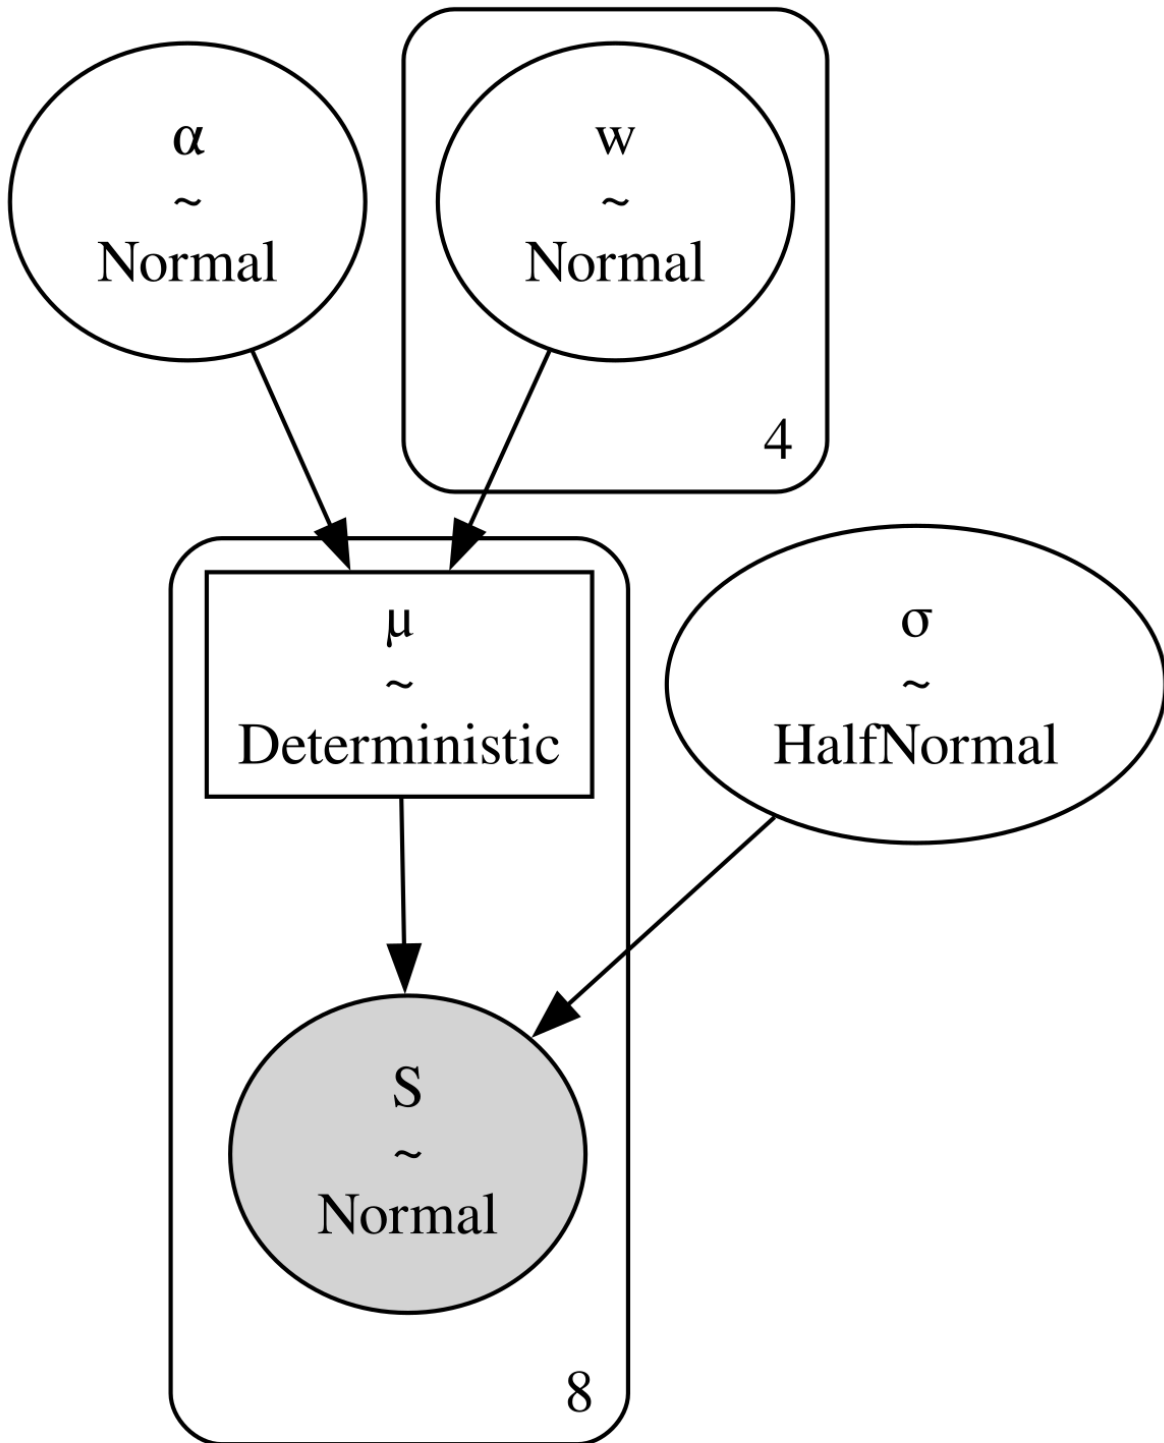 α
~
Normal
w
~
Normal
4
μ
~
Deterministic
σ
~
HalfNormal
S
~
Normal
8